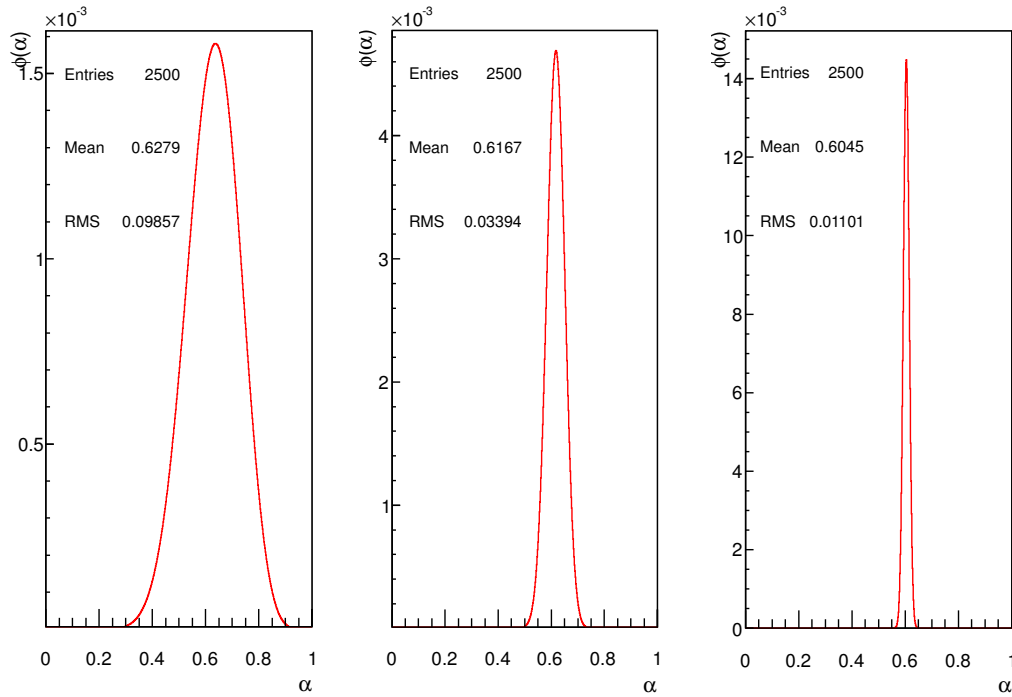 ×10⁻³
φ(α)
1.5
1
0.5
Entries 2500
Mean 0.6279
RMS 0.09857
0 0.2 0.4 0.6 0.8 1
α
×10⁻³
φ(α)
4
3
2
1
Entries 2500
Mean 0.6167
RMS 0.03394
0 0.2 0.4 0.6 0.8 1
α
×10⁻³
φ(α)
14
12
10
8
6
4
2
0
Entries 2500
Mean 0.6045
RMS 0.01101
0 0.2 0.4 0.6 0.8 1
α